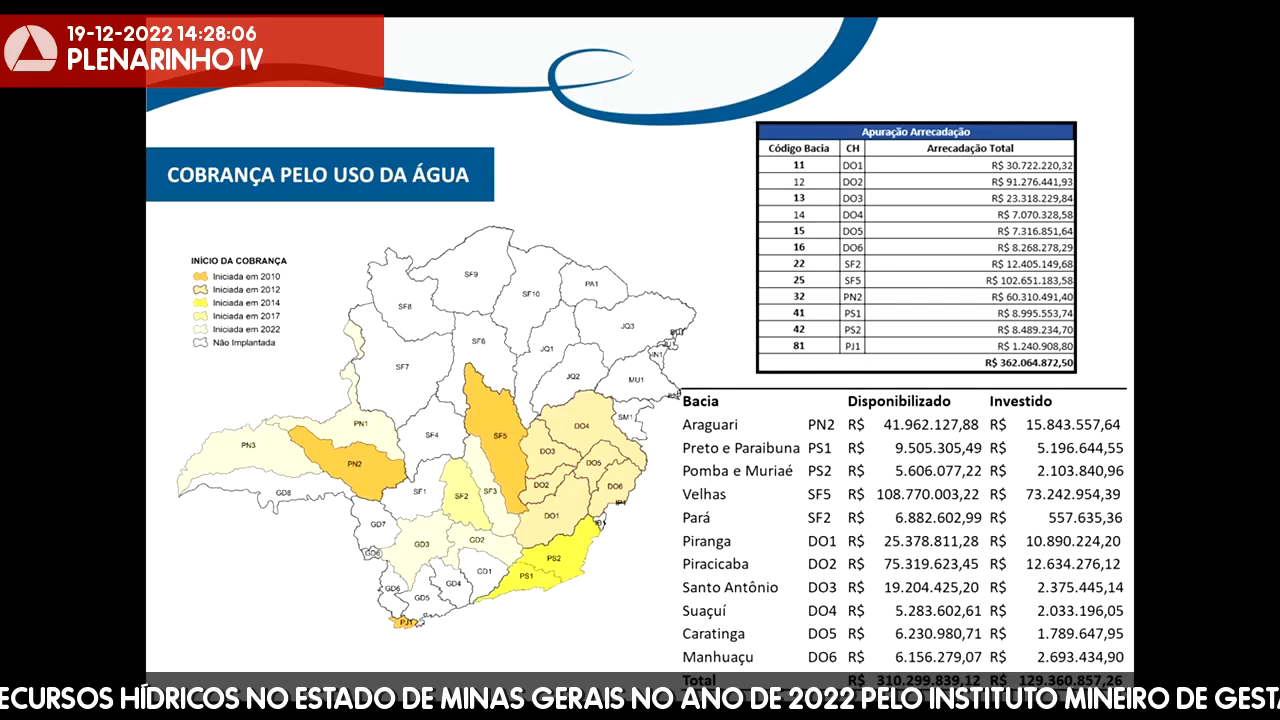 19-12-2022 14:28:06
PLENARINHO IV
COBRANÇA PELO USO DA ÁGUA
Apuração Arrecadação
Código Bacia CH Arrecadação Total
11 DO1 R$ 30.722.220,32
12 DO2 R$ 91.276.441,93
13 DO3 R$ 23.318.229,84
14 DO4 R$ 7.070.328,58
15 DO5 R$ 7.316.851,64
16 DO6 R$ 8.268.278,29
22 SF2 R$ 12.405.149,68
25 SF5 R$ 102.651.183,58
32 PN2 R$ 60.310.491,40
41 PS1 R$ 8.995.553,74
42 PS2 R$ 8.489.234,70
81 PJ1 R$ 1.240.908,80
R$ 362.064.872,50
INÍCIO DA COBRANÇA
Iniciada em 2010
Iniciada em 2012
Iniciada em 2014
Iniciada em 2017
Iniciada em 2022
Não Implantada
SF9
SF10
PA1
SF8
JQ3
SF6
JQ1
IN1
SF7
JQ2
MU1
PN1
SM1
SF4
SF5
DO4
PN3
DO3
PN2
DO5
DO2
DO6
GD8
SF1
SF2
SF3
IP1
DO1
GD7
GD3
GD2
PS2
GD1
PS1
GD4
GD5
PJ1
Bacia Disponibilizado Investido
Araguari PN2 R$ 41.962.127,88 R$ 15.843.557,64
Preto e Paraibuna PS1 R$ 9.505.305,49 R$ 5.196.644,55
Pomba e Muriaé PS2 R$ 5.606.077,22 R$ 2.103.840,96
Velhas SF5 R$ 108.770.003,22 R$ 73.242.954,39
Pará SF2 R$ 6.882.602,99 R$ 557.635,36
Piranga DO1 R$ 25.378.811,28 R$ 10.890.224,20
Piracicaba DO2 R$ 75.319.623,45 R$ 12.634.276,12
Santo Antônio DO3 R$ 19.204.425,20 R$ 2.375.445,14
Suaçuí DO4 R$ 5.283.602,61 R$ 2.033.196,05
Caratinga DO5 R$ 6.230.980,71 R$ 1.789.647,95
Manhuaçu DO6 R$ 6.156.279,07 R$ 2.693.434,90
Total R$ 310.299.839,12 R$ 129.360.857,26
ECURSOS HÍDRICOS NO ESTADO DE MINAS GERAIS NO ANO DE 2022 PELO INSTITUTO MINEIRO DE GESTA